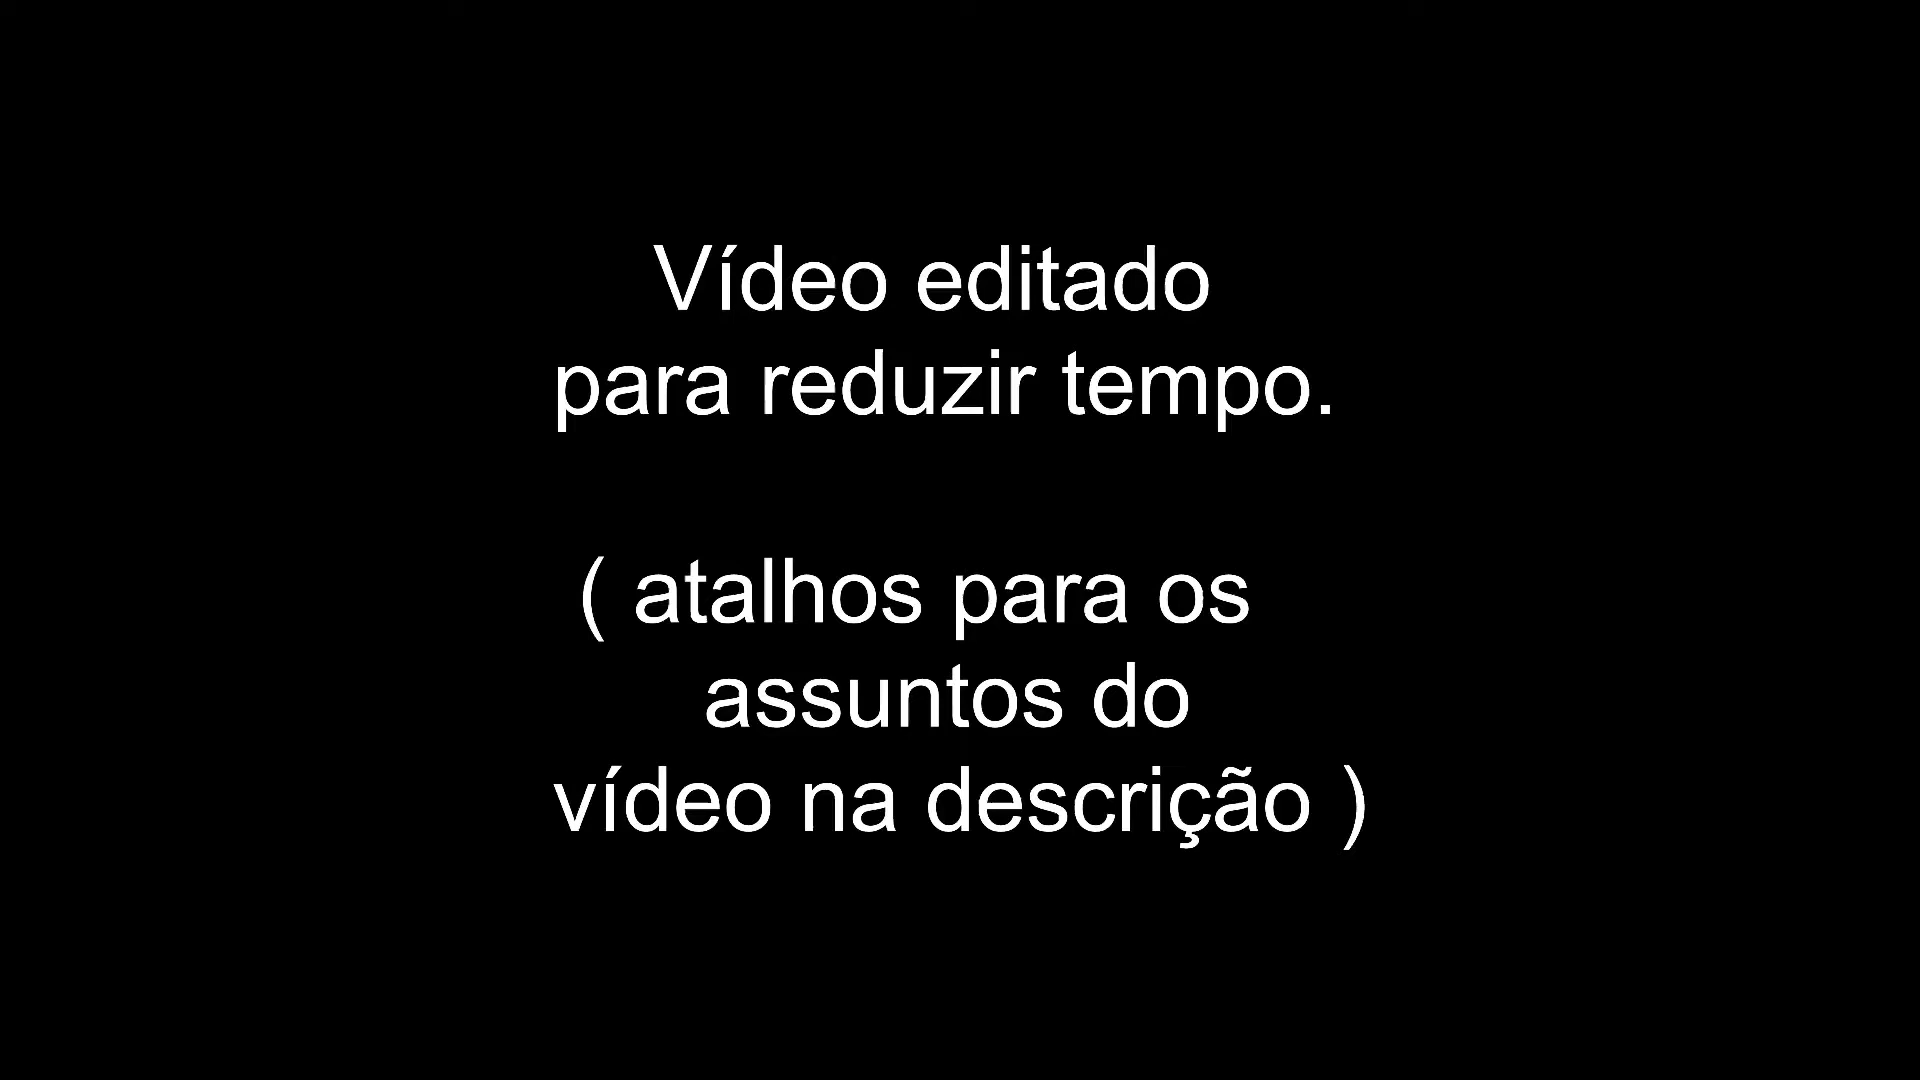 Vídeo editado
para reduzir tempo.
( atalhos para os
assuntos do
vídeo na descrição )